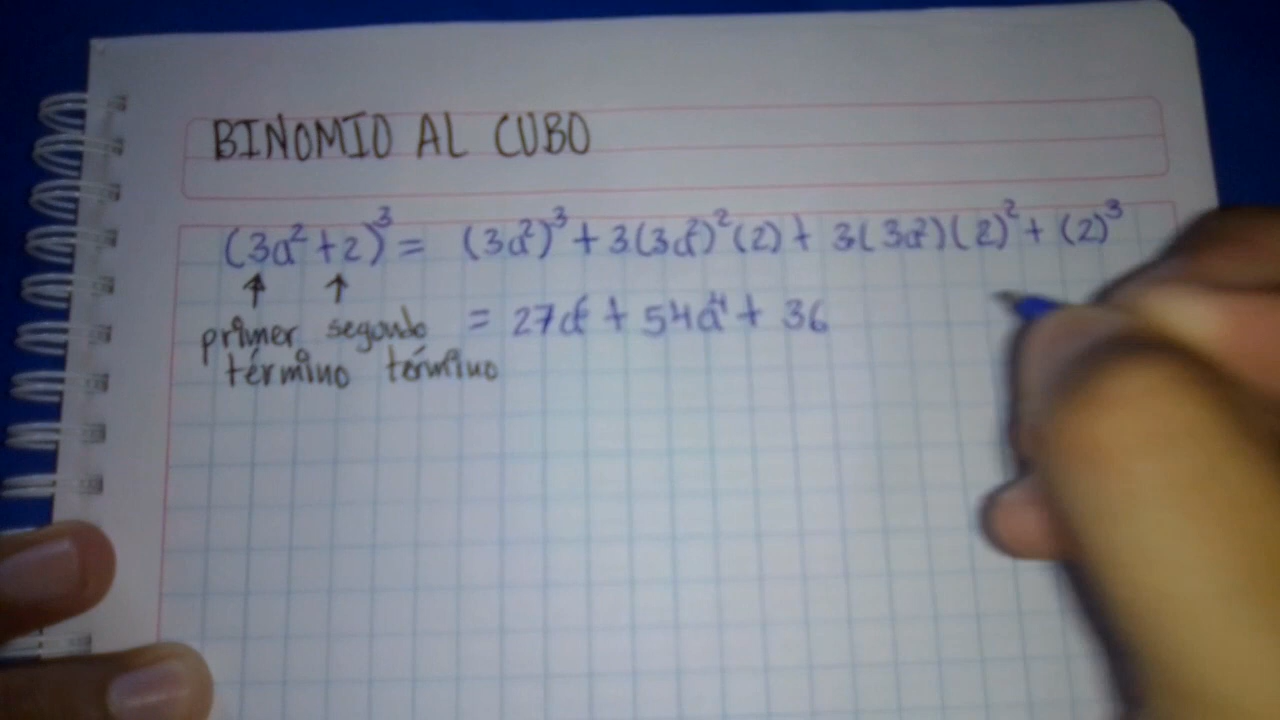 BINOMIO AL CUBO
(3a² + 2)³ = (3a²)³ + 3(3a²)²(2) + 3(3a²)(2)² + (2)³
↑ ↑
primer segundo = 27a⁶ + 54a⁴ + 36
término término